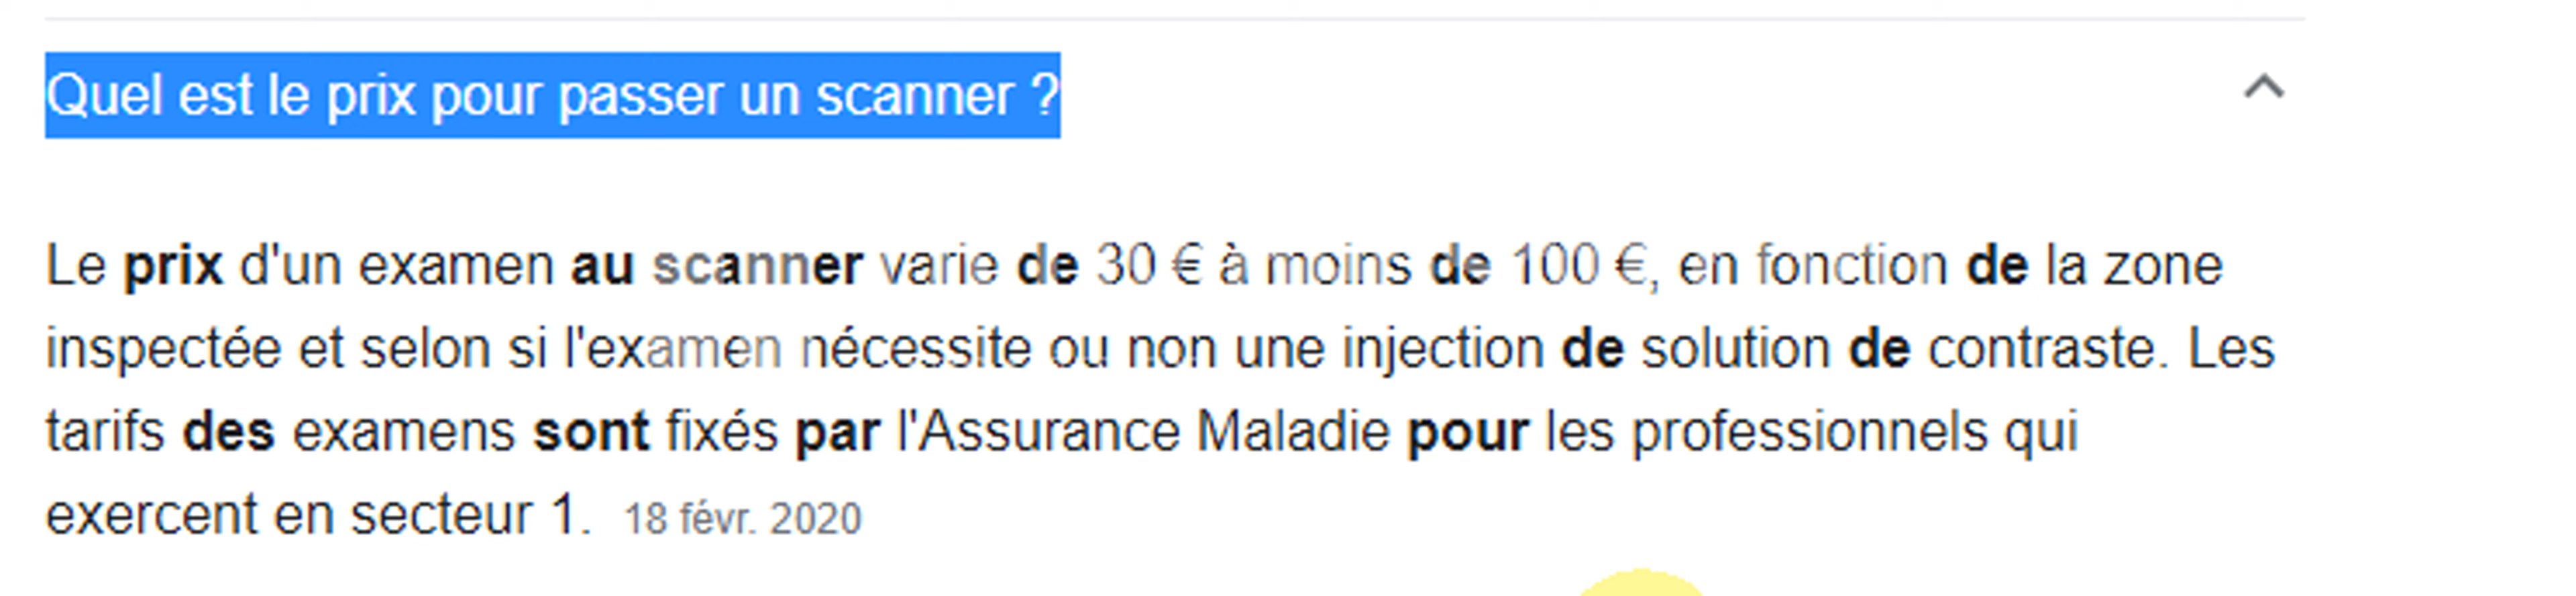 Quel est le prix pour passer un scanner ?
Le prix d'un examen au scanner varie de 30 € à moins de 100 €, en fonction de la zone
inspectée et selon si l'examen nécessite ou non une injection de solution de contraste. Les
tarifs des examens sont fixés par l'Assurance Maladie pour les professionnels qui
exercent en secteur 1. 18 févr. 2020